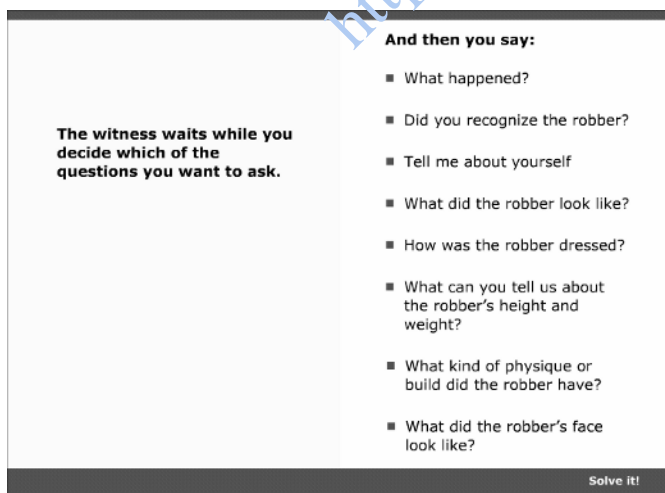 The witness waits while you
decide which of the
questions you want to ask.
And then you say:
What happened?
Did you recognize the robber?
Tell me about yourself
What did the robber look like?
How was the robber dressed?
What can you tell us about
the robber's height and
weight?
What kind of physique or
build did the robber have?
What did the robber's face
look like?
Solve it!